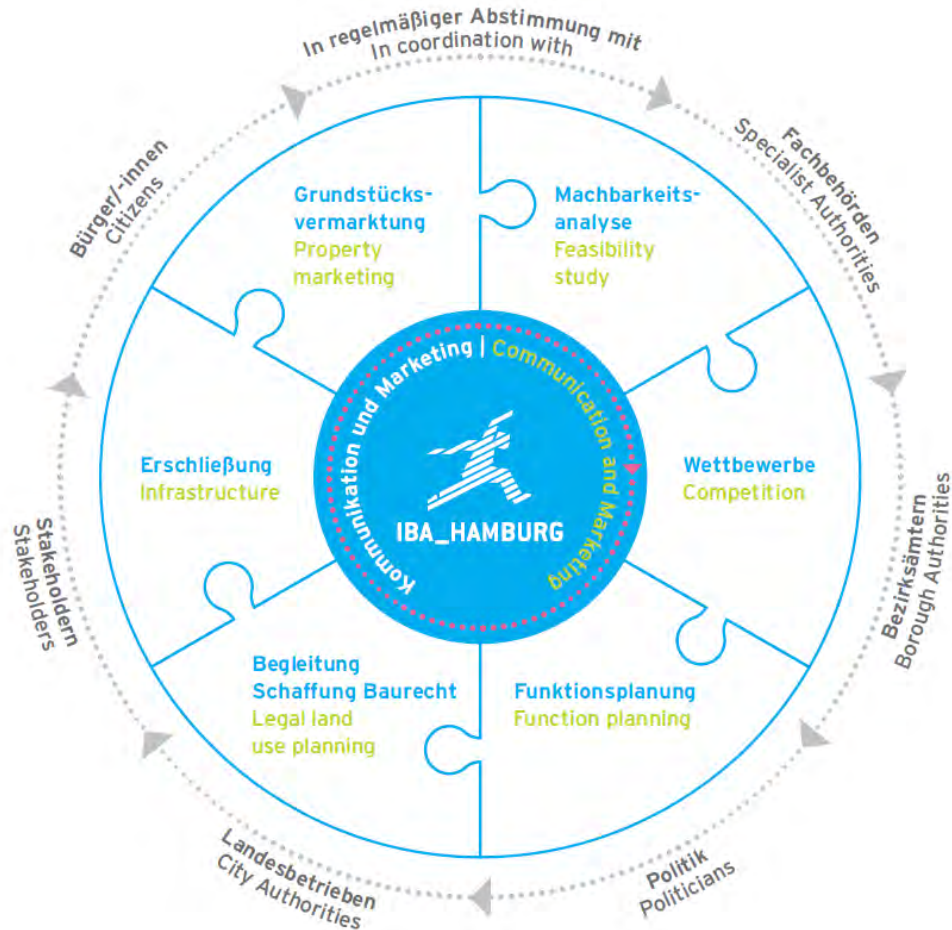 In regelmäßiger Abstimmung mit
In coordination with
Fachbehörden
Specialist Authorities
Bezirksämtern
Borough Authorities
Politik
Politicians
Landesbetrieben
City Authorities
Stakeholdern
Stakeholders
Bürger/-innen
Citizens
Grundstücks-
vermarktung
Property
marketing
Machbarkeits-
analyse
Feasibility
study
Wettbewerbe
Competition
Funktionsplanung
Function planning
Begleitung
Schaffung Baurecht
Legal land
use planning
Erschließung
Infrastructure
Kommunikation und Marketing | Communication and Marketing
IBA_HAMBURG